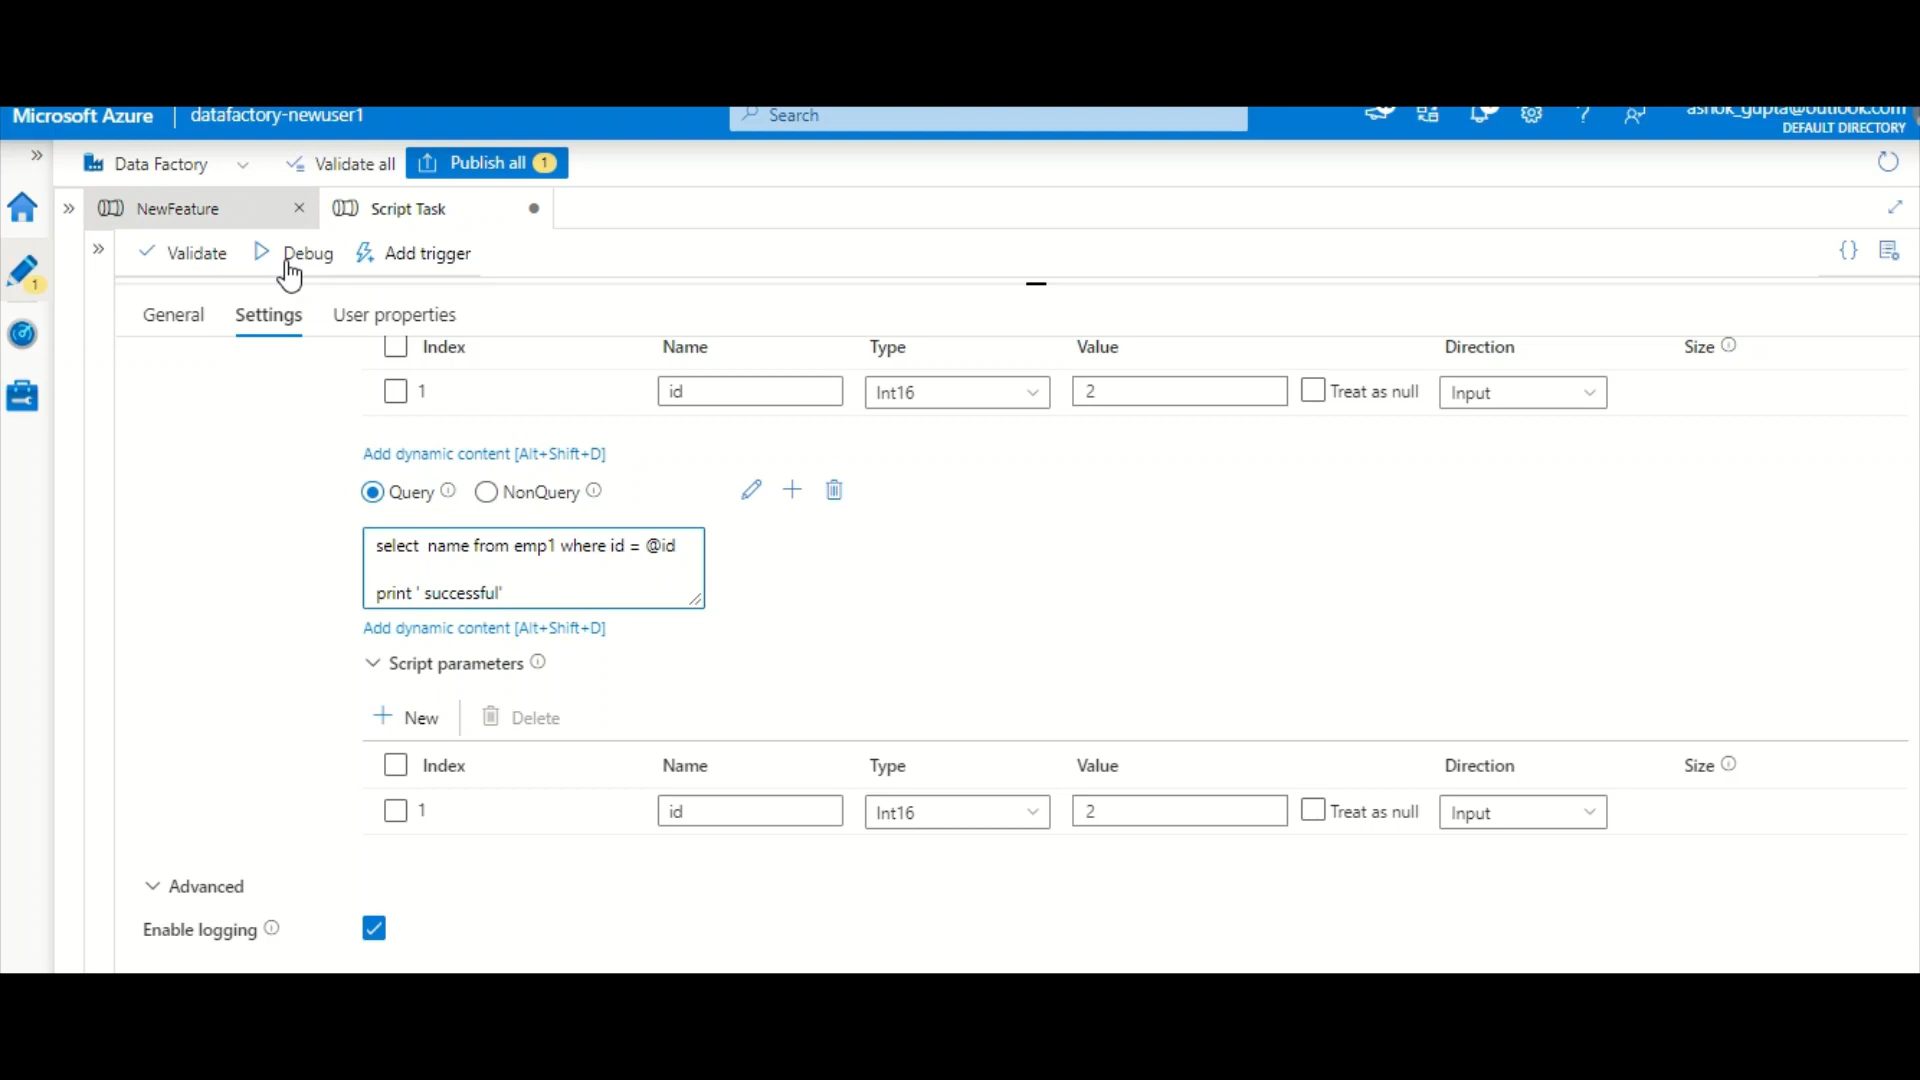 Microsoft Azure datafactory-newuser1 Search ashok_gupta@outlook.com
DEFAULT DIRECTORY
Data Factory Validate all Publish all 1
NewFeature Script Task
Validate Debug Add trigger
1
General Settings User properties
Index Name Type Value Direction Size
1 id Int16 2 Treat as null Input
Add dynamic content [Alt+Shift+D]
Query NonQuery
select name from emp1 where id = @id
print ' successful'
Add dynamic content [Alt+Shift+D]
Script parameters
New Delete
Index Name Type Value Direction Size
1 id Int16 2 Treat as null Input
Advanced
Enable logging